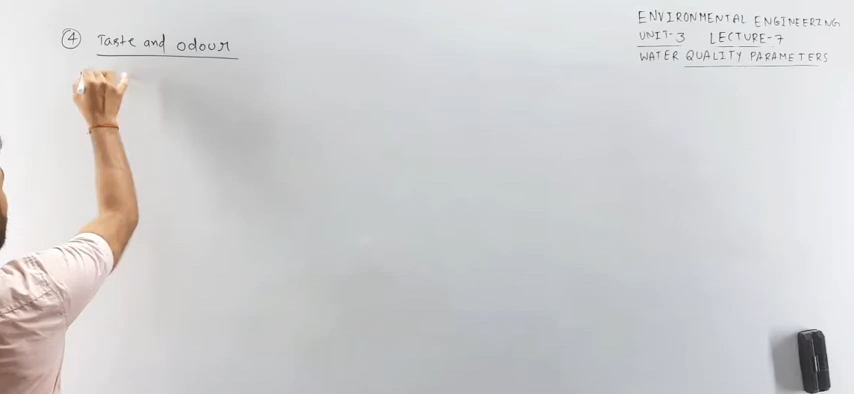 ④ Taste and odour
ENVIRONMENTAL ENGINEERING
UNIT-3 LECTURE-7
WATER QUALITY PARAMETERS